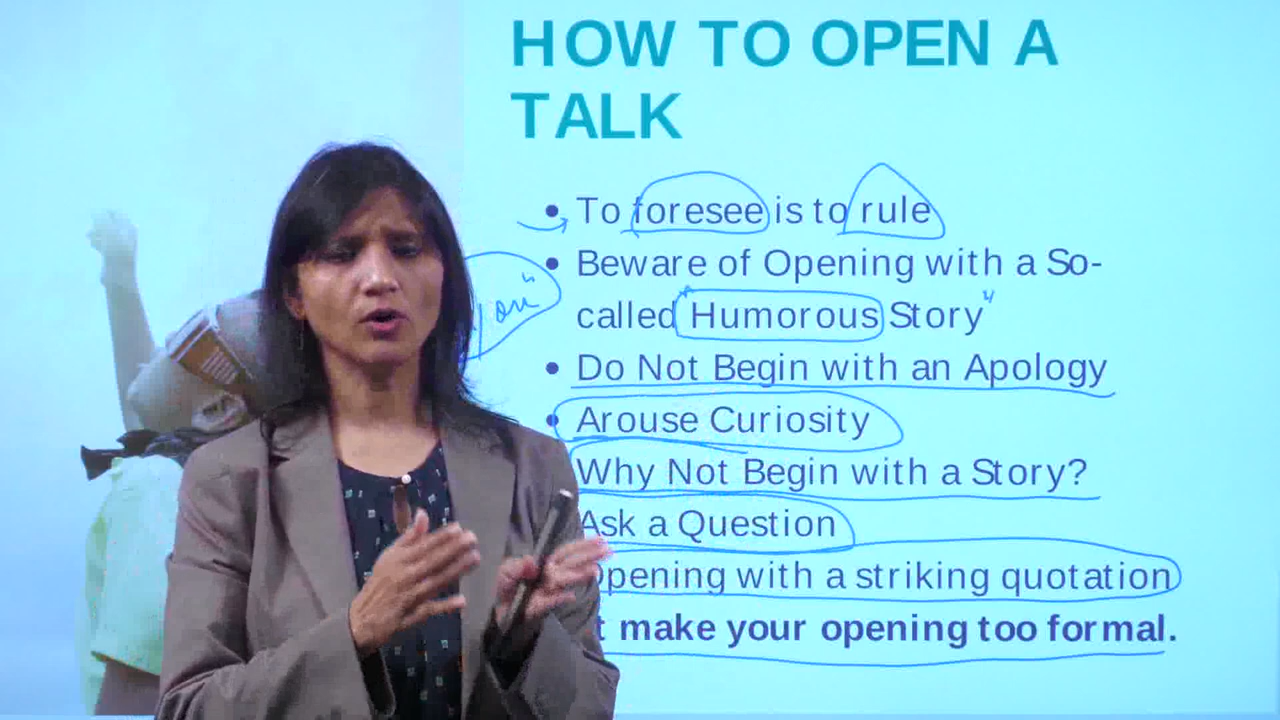 HOW TO OPEN A
TALK
• To foresee is to rule
• Beware of Opening with a So-
called "Humorous Story"
• Do Not Begin with an Apology
• Arouse Curiosity
Why Not Begin with a Story?
Ask a Question
Opening with a striking quotation
make your opening too formal.